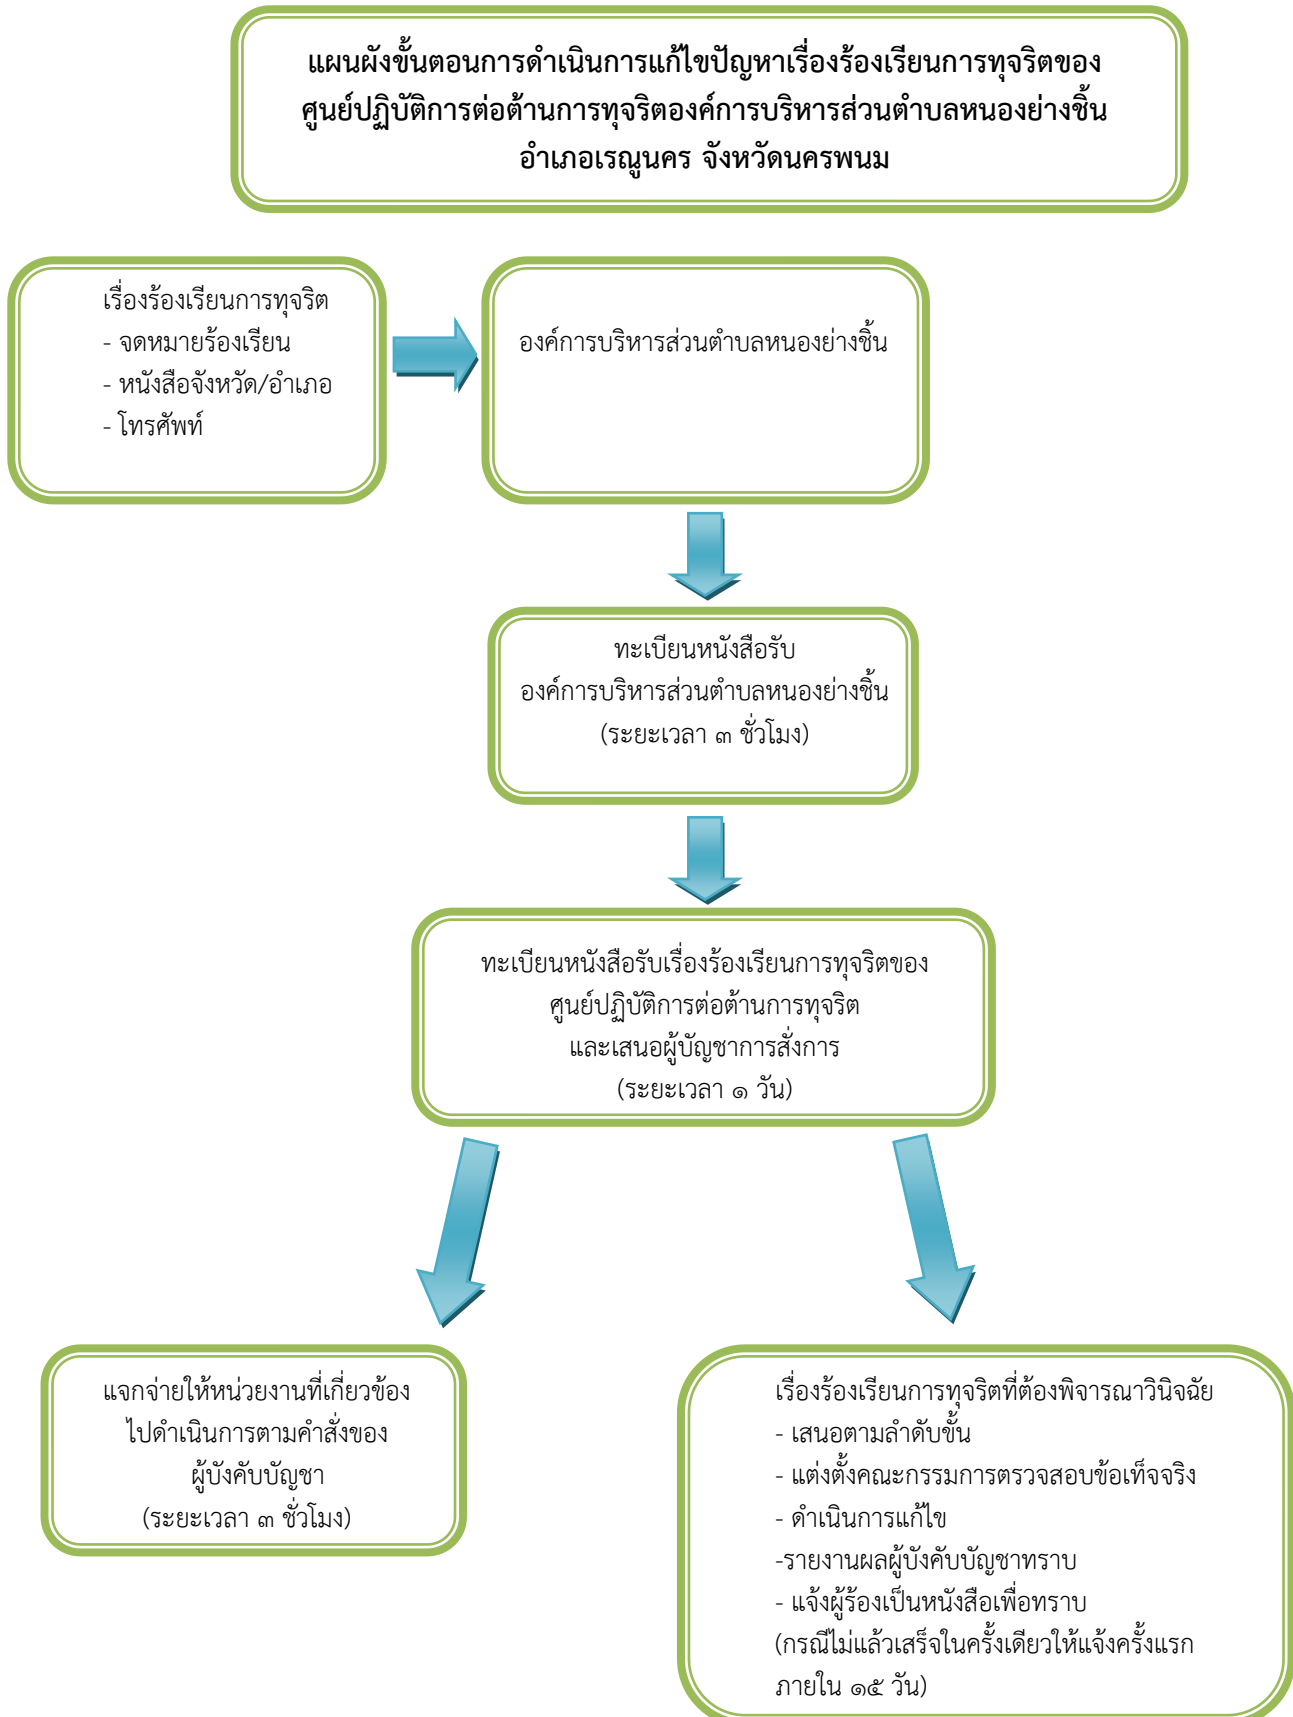 แผนผังขั้นตอนการดำเนินการแก้ไขปัญหาเรื่องร้องเรียนการทุจริตของ
ศูนย์ปฏิบัติการต่อต้านการทุจริตองค์การบริหารส่วนตำบลหนองย่างชิ้น
อำเภอเรณูนคร จังหวัดนครพนม
เรื่องร้องเรียนการทุจริต
- จดหมายร้องเรียน
- หนังสือจังหวัด/อำเภอ
- โทรศัพท์
องค์การบริหารส่วนตำบลหนองย่างชิ้น
ทะเบียนหนังสือรับ
องค์การบริหารส่วนตำบลหนองย่างชิ้น
(ระยะเวลา ๓ ชั่วโมง)
ทะเบียนหนังสือรับเรื่องร้องเรียนการทุจริตของ
ศูนย์ปฏิบัติการต่อต้านการทุจริต
และเสนอผู้บัญชาการสั่งการ
(ระยะเวลา ๑ วัน)
แจกจ่ายให้หน่วยงานที่เกี่ยวข้อง
ไปดำเนินการตามคำสั่งของ
ผู้บังคับบัญชา
(ระยะเวลา ๓ ชั่วโมง)
เรื่องร้องเรียนการทุจริตที่ต้องพิจารณาวินิจฉัย
- เสนอตามลำดับขั้น
- แต่งตั้งคณะกรรมการตรวจสอบข้อเท็จจริง
- ดำเนินการแก้ไข
-รายงานผลผู้บังคับบัญชาทราบ
- แจ้งผู้ร้องเป็นหนังสือเพื่อทราบ
(กรณีไม่แล้วเสร็จในครั้งเดียวให้แจ้งครั้งแรก
ภายใน ๑๕ วัน)